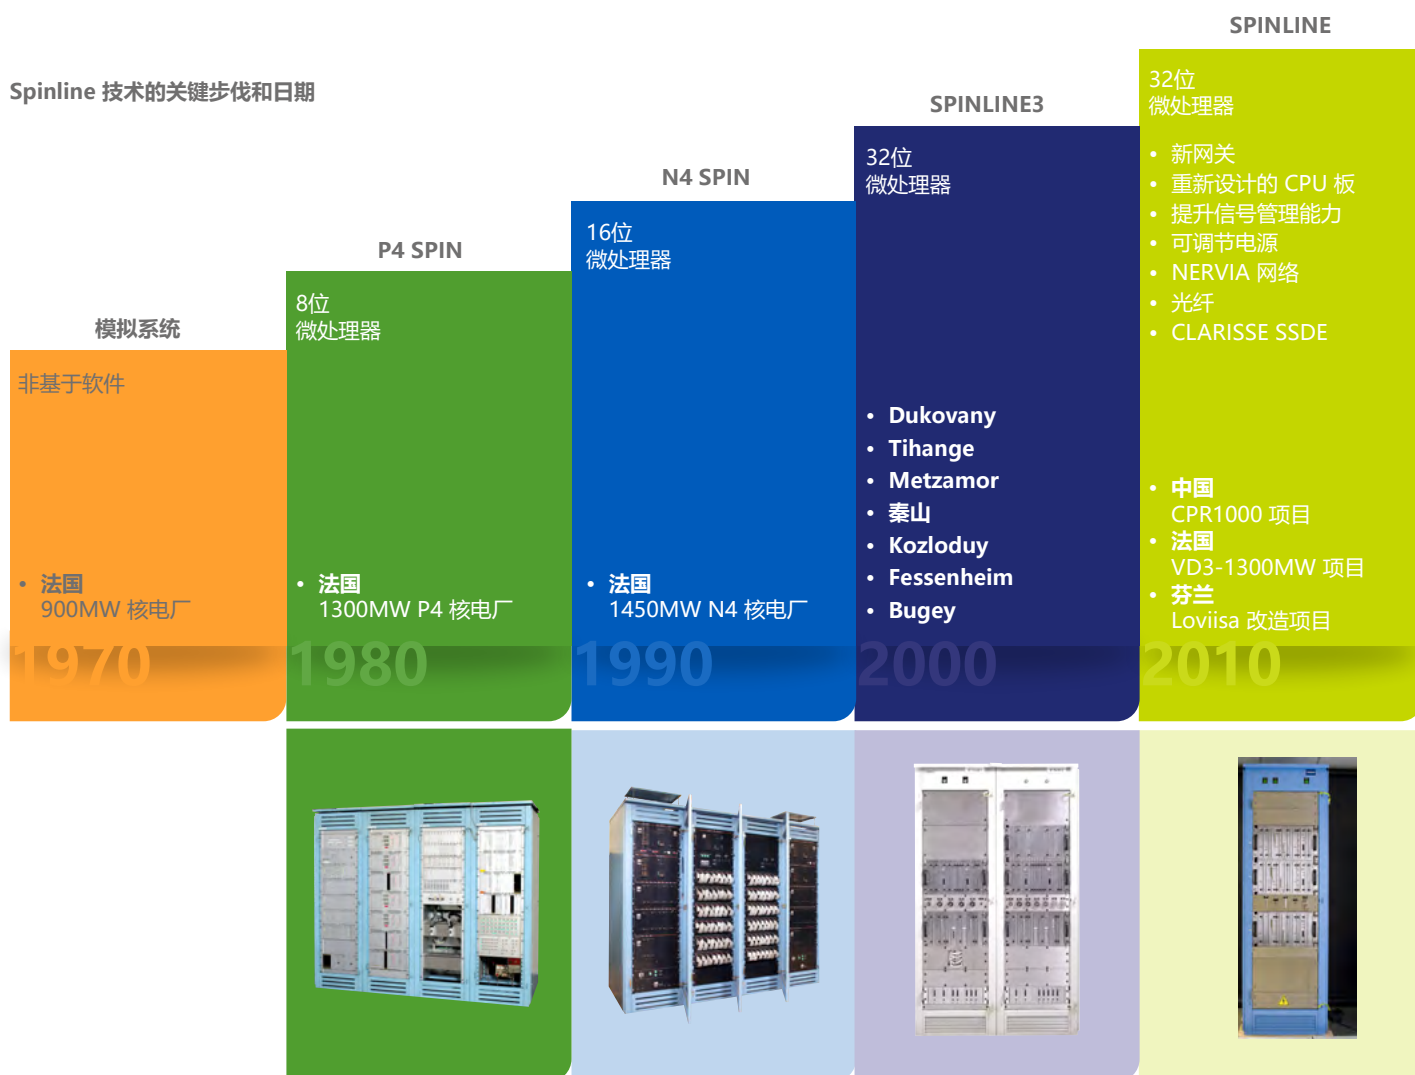 Spinline 技术的关键步伐和日期
模拟系统
非基于软件
• 法国
900MW 核电厂
1970
P4 SPIN
8位
微处理器
• 法国
1300MW P4 核电厂
1980
N4 SPIN
16位
微处理器
• 法国
1450MW N4 核电厂
1990
SPINLINE3
32位
微处理器
• Dukovany
• Tihange
• Metzamor
• 秦山
• Kozloduy
• Fessenheim
• Bugey
2000
SPINLINE
32位
微处理器
• 新网关
• 重新设计的 CPU 板
• 提升信号管理能力
• 可调节电源
• NERVIA 网络
• 光纤
• CLARISSE SSDE
• 中国
CPR1000 项目
• 法国
VD3-1300MW 项目
• 芬兰
Loviisa 改造项目
2010